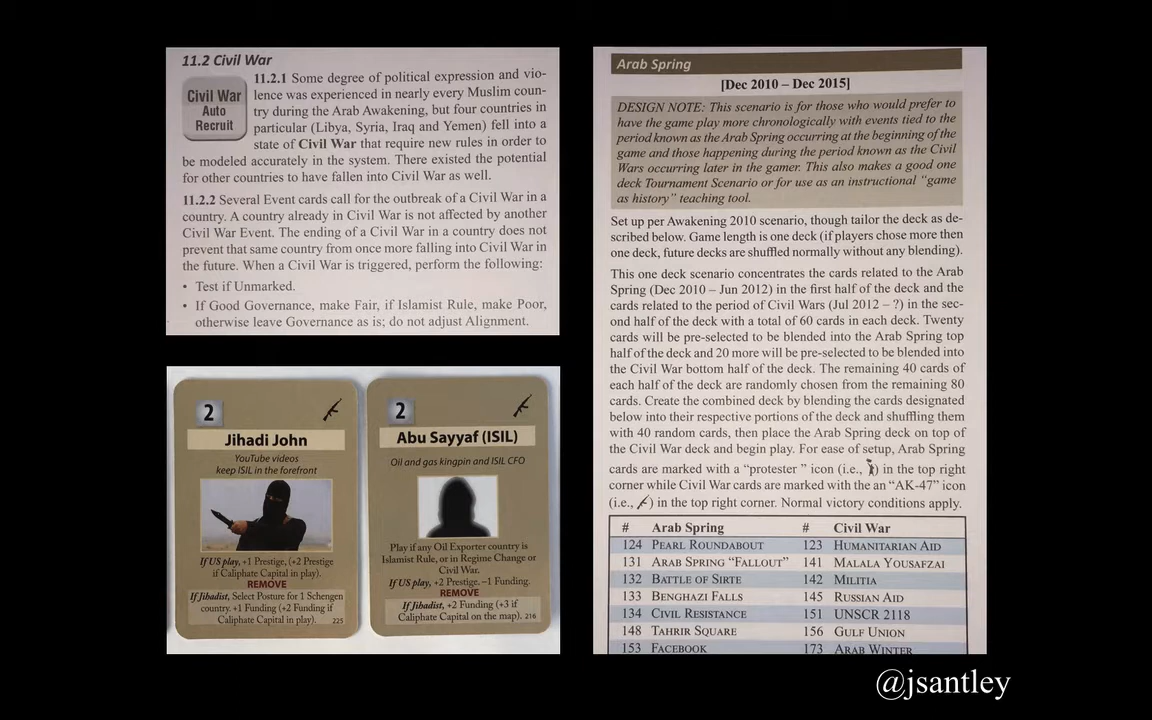 11.2 Civil War
Civil War
Auto
Recruit
11.2.1 Some degree of political expression and vio-
lence was experienced in nearly every Muslim coun-
try during the Arab Awakening, but four countries in
particular (Libya, Syria, Iraq and Yemen) fell into a
state of Civil War that require new rules in order to
be modeled accurately in the system. There existed the potential
for other countries to have fallen into Civil War as well.
11.2.2 Several Event cards call for the outbreak of a Civil War in a
country. A country already in Civil War is not affected by another
Civil War Event. The ending of a Civil War in a country does not
prevent that same country from once more falling into Civil War in
the future. When a Civil War is triggered, perform the following:
• Test if Unmarked.
• If Good Governance, make Fair, if Islamist Rule, make Poor,
otherwise leave Governance as is; do not adjust Alignment.
2
Jihadi John
YouTube videos
keep ISIL in the forefront
If US play, +1 Prestige, (+2 Prestige
if Caliphate Capital in play).
REMOVE
If Jihadist, Select Posture for 1 Schengen
country. +1 Funding (+2 Funding if
Caliphate Capital in play). 225
2
Abu Sayyaf (ISIL)
Oil and gas kingpin and ISIL CFO
Play if any Oil Exporter country is
Islamist Rule, or in Regime Change or
Civil War.
If US play, +2 Prestige. –1 Funding.
REMOVE
If Jihadist, +2 Funding (+3 if
Caliphate Capital on the map). 216
Arab Spring
[Dec 2010 – Dec 2015]
DESIGN NOTE: This scenario is for those who would prefer to
have the game play more chronologically with events tied to the
period known as the Arab Spring occurring at the beginning of the
game and those happening during the period known as the Civil
Wars occurring later in the gamer. This also makes a good one
deck Tournament Scenario or for use as an instructional "game
as history" teaching tool.
Set up per Awakening 2010 scenario, though tailor the deck as de-
scribed below. Game length is one deck (if players chose more then
one deck, future decks are shuffled normally without any blending).
This one deck scenario concentrates the cards related to the Arab
Spring (Dec 2010 – Jun 2012) in the first half of the deck and the
cards related to the period of Civil Wars (Jul 2012 – ?) in the sec-
ond half of the deck with a total of 60 cards in each deck. Twenty
cards will be pre-selected to be blended into the Arab Spring top
half of the deck and 20 more will be pre-selected to be blended into
the Civil War bottom half of the deck. The remaining 40 cards of
each half of the deck are randomly chosen from the remaining 80
cards. Create the combined deck by blending the cards designated
below into their respective portions of the deck and shuffling them
with 40 random cards, then place the Arab Spring deck on top of
the Civil War deck and begin play. For ease of setup, Arab Spring
cards are marked with a "protester " icon (i.e., ) in the top right
corner while Civil War cards are marked with the an "AK-47" icon
(i.e., ) in the top right corner. Normal victory conditions apply.
# Arab Spring # Civil War
124 PEARL ROUNDABOUT 123 HUMANITARIAN AID
131 ARAB SPRING "FALLOUT" 141 MALALA YOUSAFZAI
132 BATTLE OF SIRTE 142 MILITIA
133 BENGHAZI FALLS 145 RUSSIAN AID
134 CIVIL RESISTANCE 151 UNSCR 2118
148 TAHRIR SQUARE 156 GULF UNION
153 FACEBOOK 173 ARAB WINTER
@jsantley